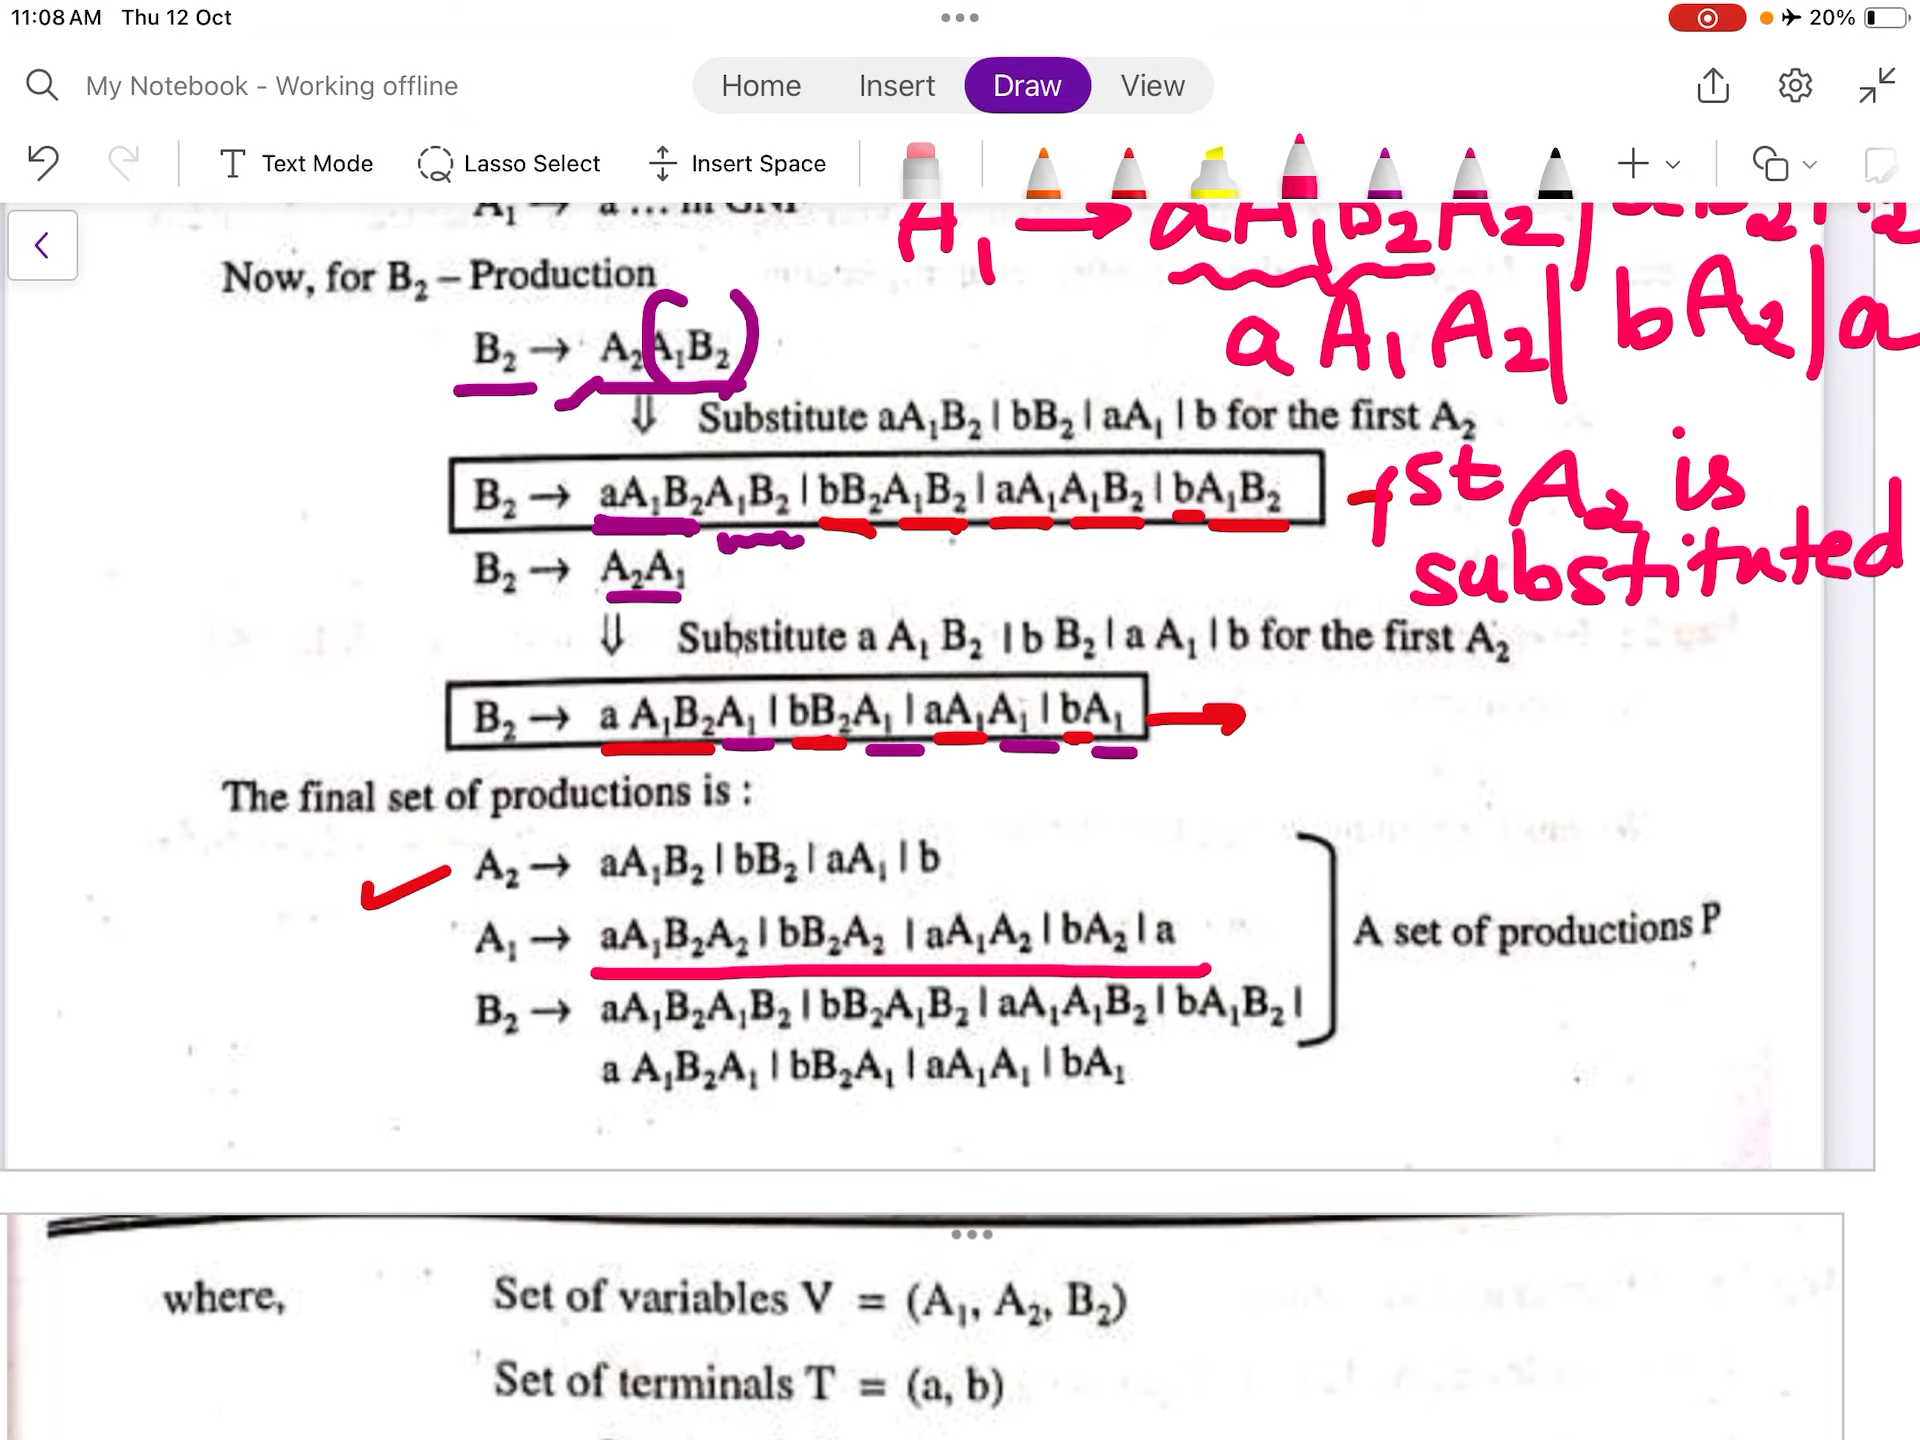 11:08 AM Thu 12 Oct
20%
My Notebook - Working offline
Home Insert Draw View
Text Mode Lasso Select Insert Space
A₁ → a ... in GNF
A₁ → aA₁B₂A₂ |
Now, for B₂ – Production
aA₁A₂ | bA₂ | a
B₂ → A₂A₁B₂
⇓ Substitute aA₁B₂ | bB₂ | aA₁ | b for the first A₂
B₂ → aA₁B₂A₁B₂ | bB₂A₁B₂ | aA₁A₁B₂ | bA₁B₂
1st A₂ is
substituted
B₂ → A₂A₁
⇓ Substitute a A₁ B₂ | b B₂ | a A₁ | b for the first A₂
B₂ → a A₁B₂A₁ | bB₂A₁ | aA₁A₁ | bA₁
The final set of productions is :
A₂ → aA₁B₂ | bB₂ | aA₁ | b
A₁ → aA₁B₂A₂ | bB₂A₂ | aA₁A₂ | bA₂ | a
A set of productions P
B₂ → aA₁B₂A₁B₂ | bB₂A₁B₂ | aA₁A₁B₂ | bA₁B₂ |
a A₁B₂A₁ | bB₂A₁ | aA₁A₁ | bA₁
where, Set of variables V = (A₁, A₂, B₂)
Set of terminals T = (a, b)